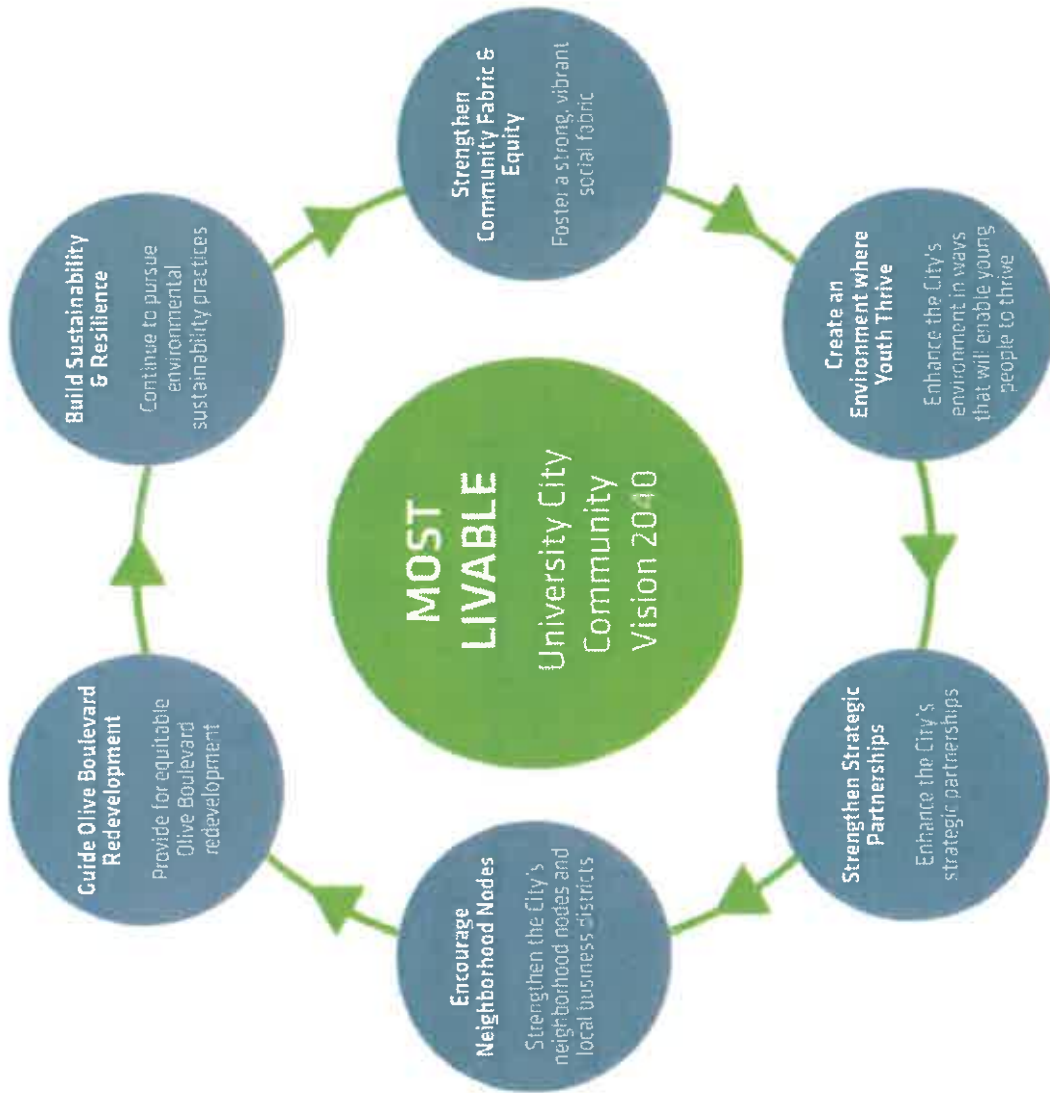 Encourage
Neighborhood Nodes
Strengthen the City's
neighborhood nodes and
local business districts
Guide Olive Boulevard
Redevelopment
Provide for equitable
Olive Boulevard
redevelopment
Build Sustainability
& Resilience
Continue to pursue
environmental
sustainability practices
Strengthen
Community Fabric &
Equity
Foster a strong, vibrant
social fabric
Create an
Environment where
Youth Thrive
Enhance the City's
environment in ways
that will enable young
people to thrive
Strengthen Strategic
Partnerships
Enhance the City's
strategic partnerships
MOST
LIVABLE
University City
Community
Vision 2040